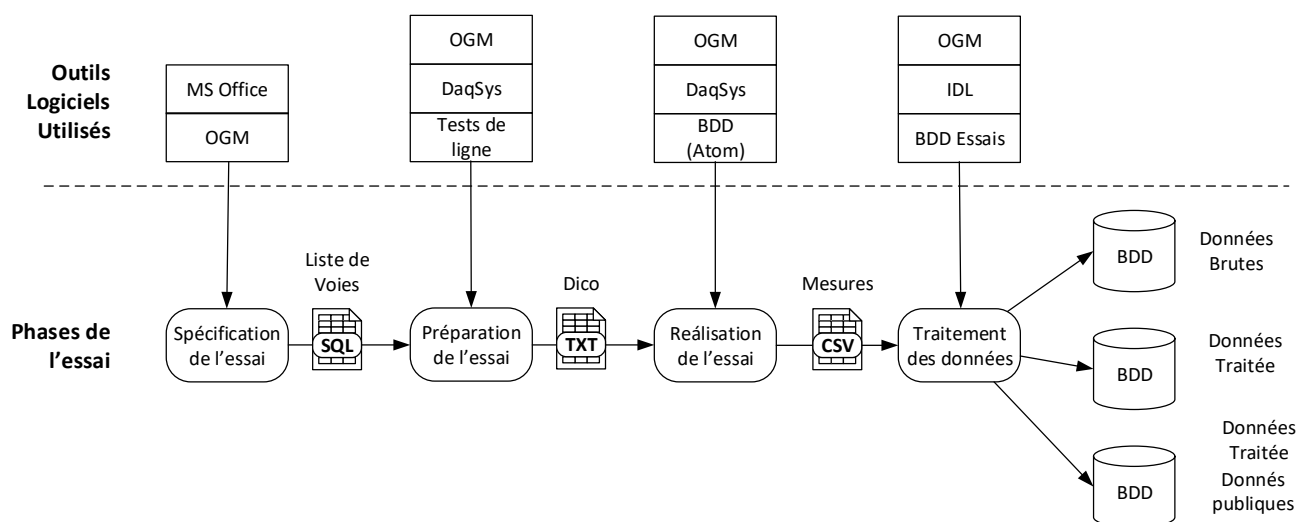 Outils
Logiciels
Utilisés
MS Office
OGM
OGM
DaqSys
Tests de
ligne
OGM
DaqSys
BDD
(Atom)
OGM
IDL
BDD Essais
Phases de
l’essai
Spécification
de l’essai
Liste de
Voies
SQL
Préparation
de l’essai
Dico
TXT
Reálisation
de l’essai
Mesures
CSV
Traitement
des données
BDD
Données
Brutes
BDD
Données
Traitée
BDD
Données
Traitée
Donnés
publiques